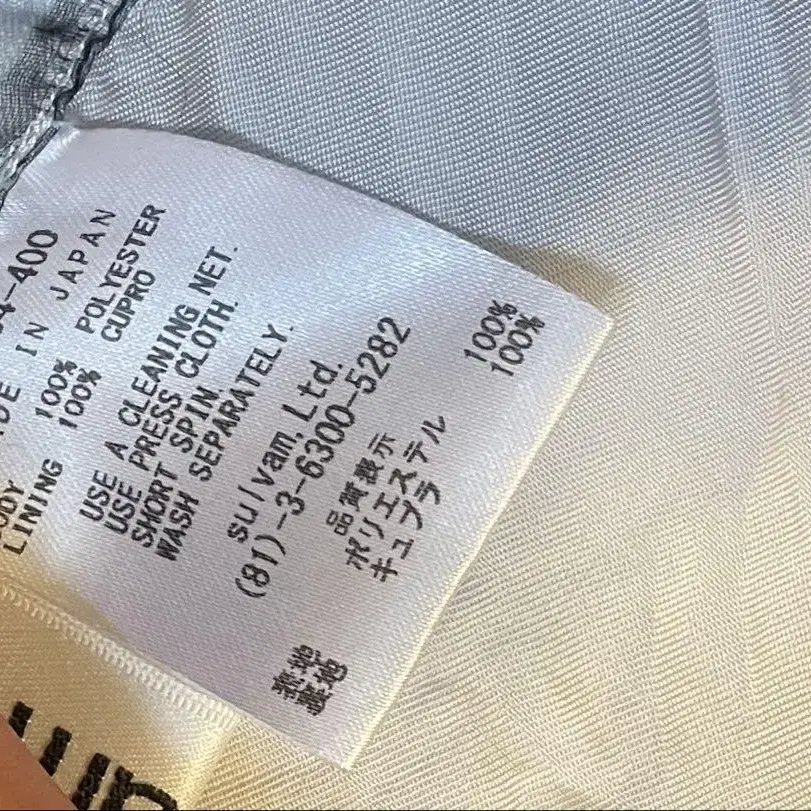 4-400
IN JAPAN
100% POLYESTER
LINING 100% CUPRO
USE A CLEANING NET.
USE PRESS CLOTH.
SHORT SPIN.
WASH SEPARATELY.
sulvam, Ltd.
(81)-3-6300-5282
品質表示
表地 ポリエステル 100%
裏地 キュプラ 100%